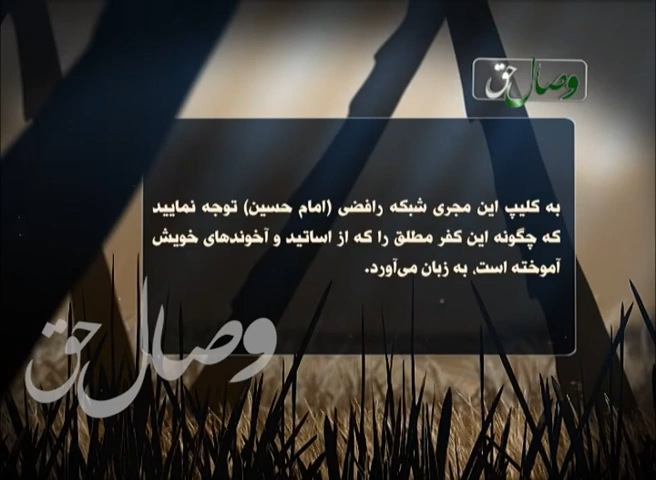 وصال حق
به کلیپ این مجری شبکه رافضی (امام حسین) توجه نمایید
که چگونه این کفر مطلق را که از اساتید و آخوندهای خویش
آموخته است، به زبان می‌آورد.
وصال حق